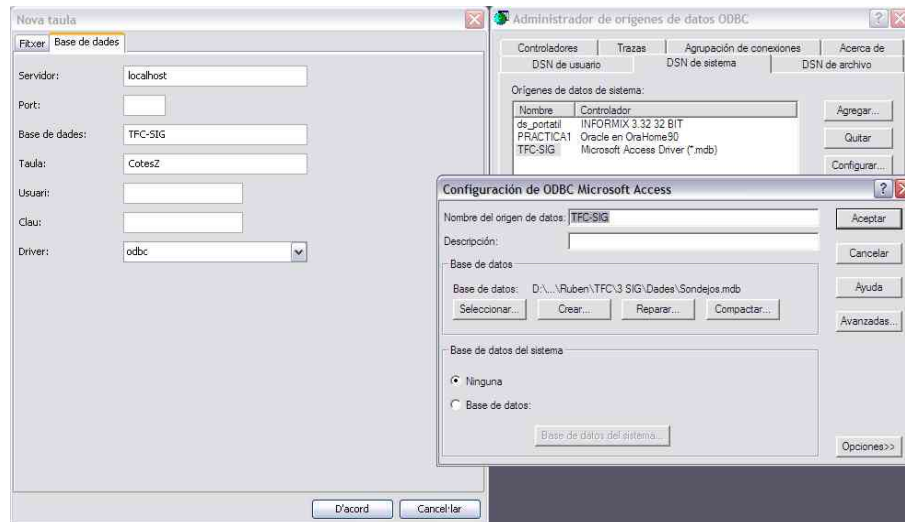 Nova taula
Fitxer Base de dades
Servidor: localhost
Port:
Base de dades: TFC-SIG
Taula: CotesZ
Usuari:
Clau:
Driver: odbc
D'acord Cancel·lar
Administrador de orígenes de datos ODBC
Controladores Trazas Agrupación de conexiones Acerca de
DSN de usuario DSN de sistema DSN de archivo
Orígenes de datos de sistema:
Nombre Controlador
ds_portatil INFORMIX 3.32 32 BIT
PRACTICA1 Oracle en OraHome90
TFC-SIG Microsoft Access Driver (*.mdb)
Agregar...
Quitar
Configurar...
Configuración de ODBC Microsoft Access
Nombre del origen de datos: TFC-SIG
Descripción:
Base de datos
Base de datos: D:\...\Ruben\TFC\3 SIG\Dades\Sondejos.mdb
Seleccionar... Crear... Reparar... Compactar...
Base de datos del sistema
Ninguna
Base de datos:
Base de datos del sistema...
Aceptar
Cancelar
Ayuda
Avanzadas...
Opciones>>